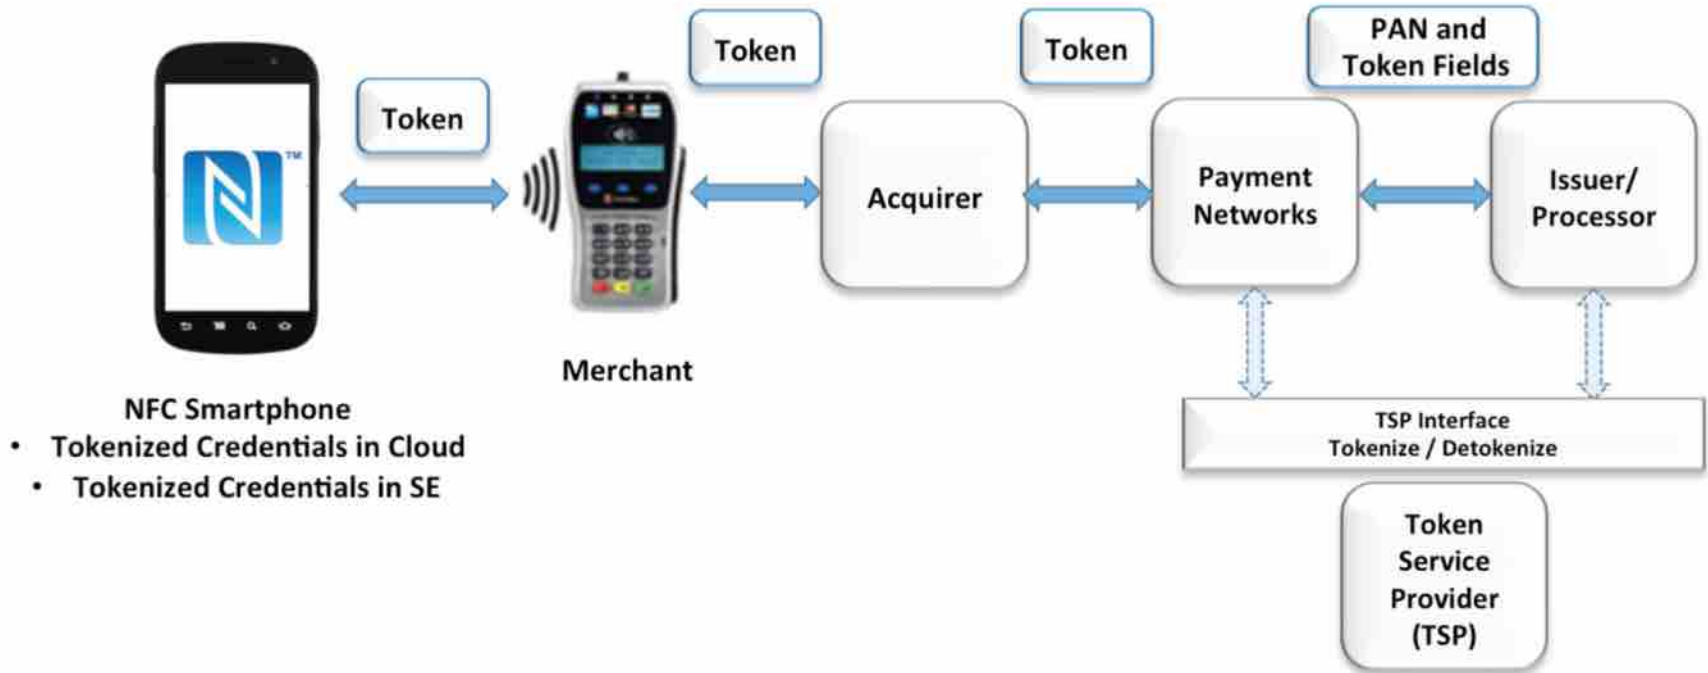 Token
Token
Token
PAN and
Token Fields
TM
Acquirer
Payment
Networks
Issuer/
Processor
Merchant
NFC Smartphone
• Tokenized Credentials in Cloud
• Tokenized Credentials in SE
TSP Interface
Tokenize / Detokenize
Token
Service
Provider
(TSP)